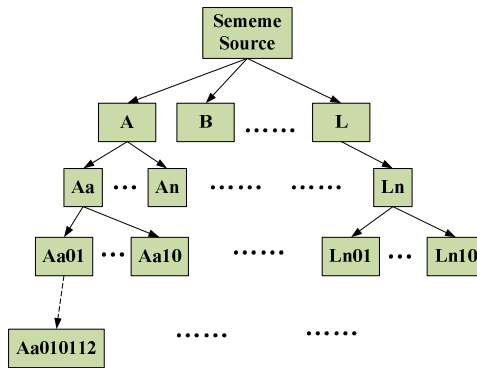 Sememe
Source
A B …… L
Aa … An …… …… Ln
Aa01 … Aa10 …… Ln01 … Ln10
Aa010112 …… ……